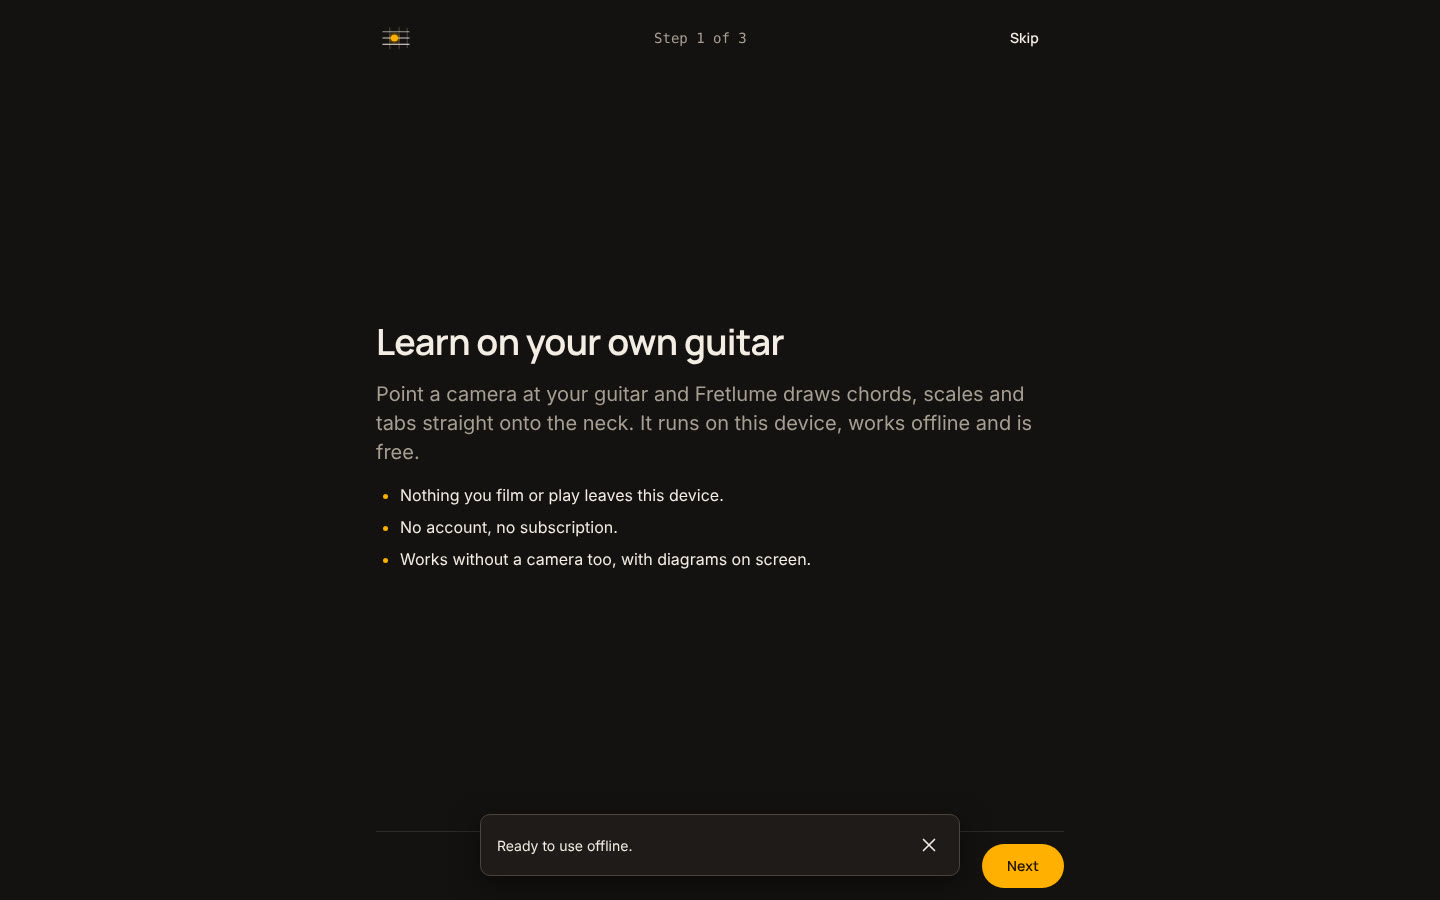 Step 1 of 3
Skip
Learn on your own guitar
Point a camera at your guitar and Fretlume draws chords, scales and
tabs straight onto the neck. It runs on this device, works offline and is
free.
Nothing you film or play leaves this device.
No account, no subscription.
Works without a camera too, with diagrams on screen.
Ready to use offline.
Next